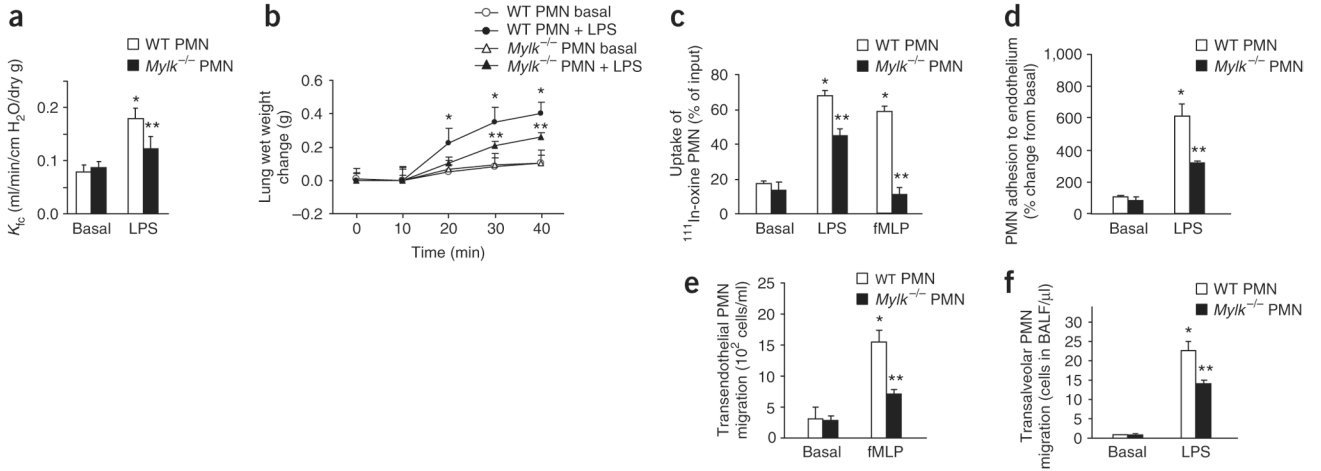 a
WT PMN
Mylk−/− PMN
Kfc (ml/min/cm H2O/dry g)
0.2
0.1
0.0
*
**
Basal
LPS
b
WT PMN basal
WT PMN + LPS
Mylk−/− PMN basal
Mylk−/− PMN + LPS
Lung wet weight
change (g)
0.6
0.4
0.2
0.0
−0.2
*
*
*
**
**
0
10
20
30
40
Time (min)
c
WT PMN
Mylk−/− PMN
Uptake of
111In-oxine PMN (% of input)
80
60
40
20
0
*
**
*
**
Basal
LPS
fMLP
d
WT PMN
Mylk−/− PMN
PMN adhesion to endothelium
(% change from basal)
1,000
800
600
400
200
0
*
**
Basal
LPS
e
WT PMN
Mylk−/− PMN
Transendothelial PMN
migration (10² cells/ml)
25
20
15
10
5
0
*
**
Basal
fMLP
f
WT PMN
Mylk−/− PMN
Transalveolar PMN
migration (cells in BALF/µl)
30
25
20
15
10
5
0
*
**
Basal
LPS